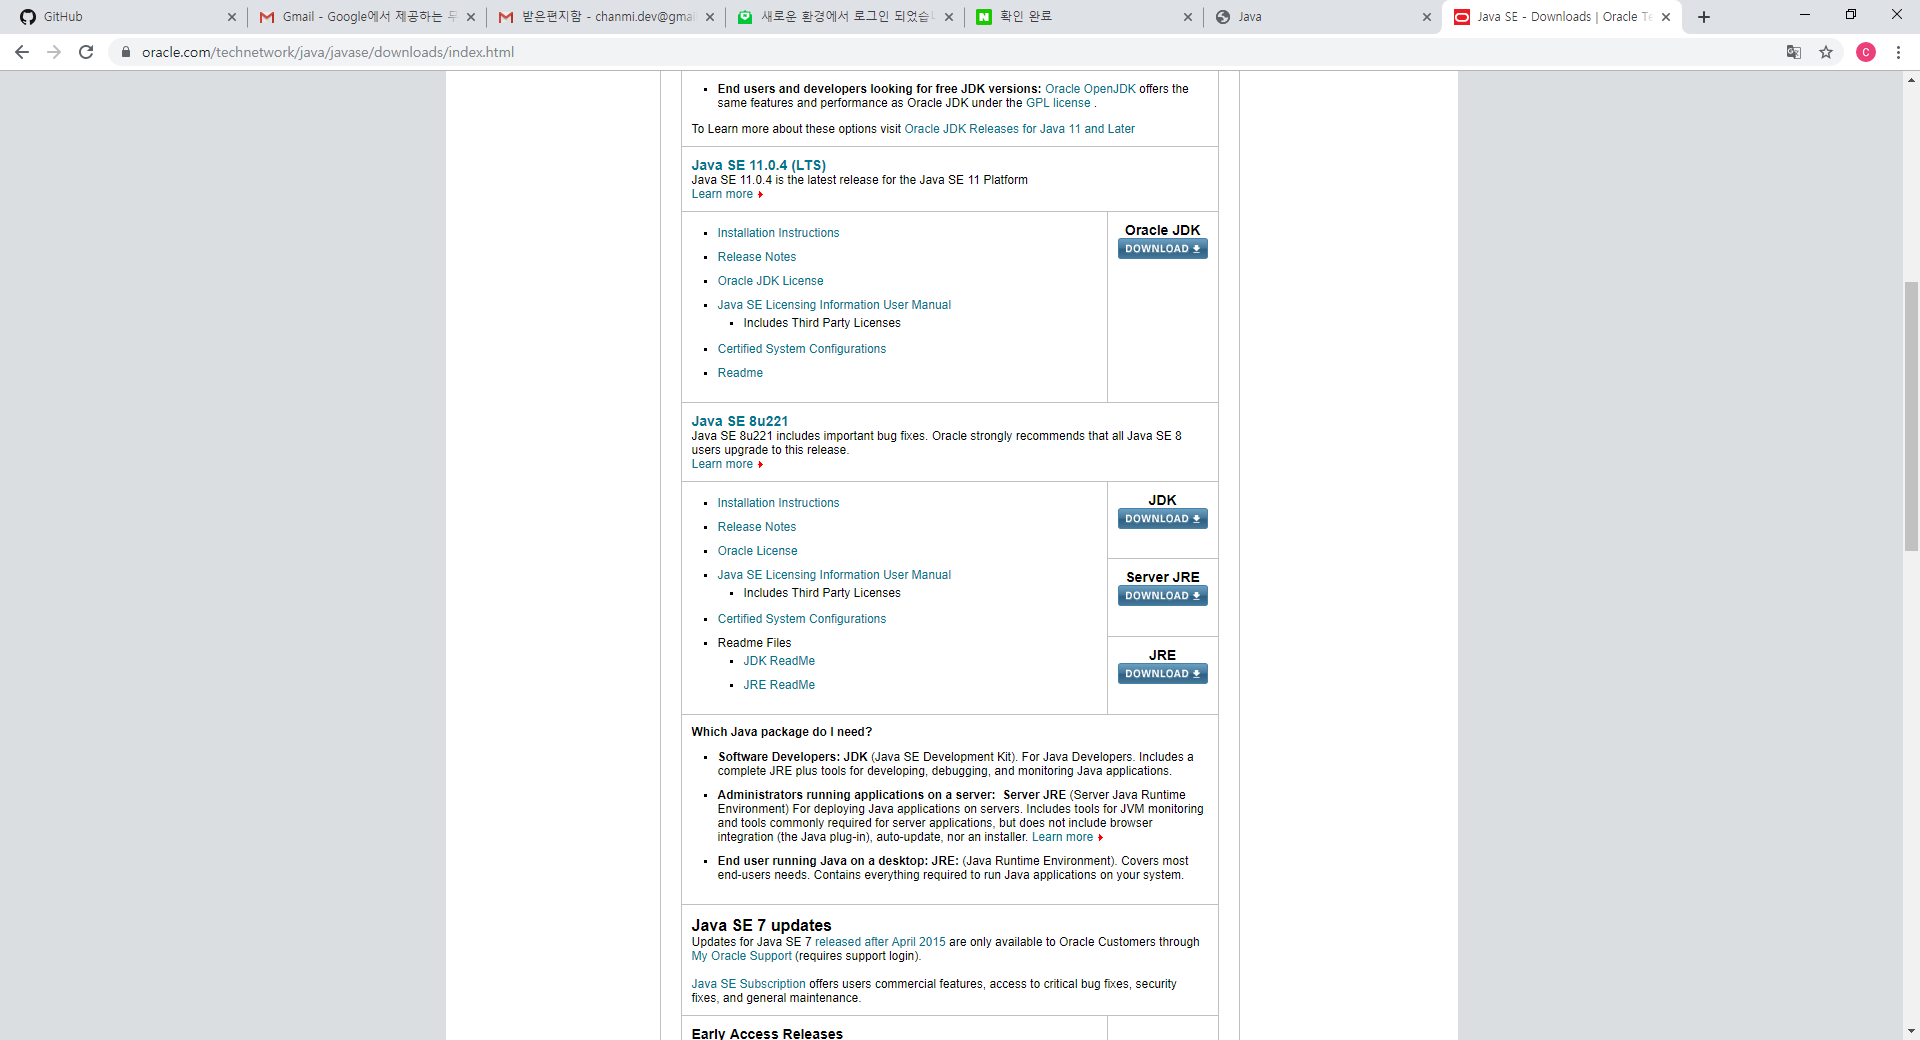 GitHub
Gmail - Google에서 제공하는 무
받은편지함 - chanmi.dev@gmai
새로운 환경에서 로그인 되었습니
확인 완료
Java
Java SE - Downloads | Oracle Te
oracle.com/technetwork/java/javase/downloads/index.html
C
End users and developers looking for free JDK versions: Oracle OpenJDK offers the
same features and performance as Oracle JDK under the GPL license .
To Learn more about these options visit Oracle JDK Releases for Java 11 and Later
Java SE 11.0.4 (LTS)
Java SE 11.0.4 is the latest release for the Java SE 11 Platform
Learn more
Installation Instructions
Release Notes
Oracle JDK License
Java SE Licensing Information User Manual
Includes Third Party Licenses
Certified System Configurations
Readme
Oracle JDK
DOWNLOAD
Java SE 8u221
Java SE 8u221 includes important bug fixes. Oracle strongly recommends that all Java SE 8
users upgrade to this release.
Learn more
Installation Instructions
Release Notes
Oracle License
Java SE Licensing Information User Manual
Includes Third Party Licenses
Certified System Configurations
Readme Files
JDK ReadMe
JRE ReadMe
JDK
DOWNLOAD
Server JRE
DOWNLOAD
JRE
DOWNLOAD
Which Java package do I need?
Software Developers: JDK (Java SE Development Kit). For Java Developers. Includes a
complete JRE plus tools for developing, debugging, and monitoring Java applications.
Administrators running applications on a server: Server JRE (Server Java Runtime
Environment) For deploying Java applications on servers. Includes tools for JVM monitoring
and tools commonly required for server applications, but does not include browser
integration (the Java plug-in), auto-update, nor an installer. Learn more
End user running Java on a desktop: JRE: (Java Runtime Environment). Covers most
end-users needs. Contains everything required to run Java applications on your system.
Java SE 7 updates
Updates for Java SE 7 released after April 2015 are only available to Oracle Customers through
My Oracle Support (requires support login).
Java SE Subscription offers users commercial features, access to critical bug fixes, security
fixes, and general maintenance.
Early Access Releases